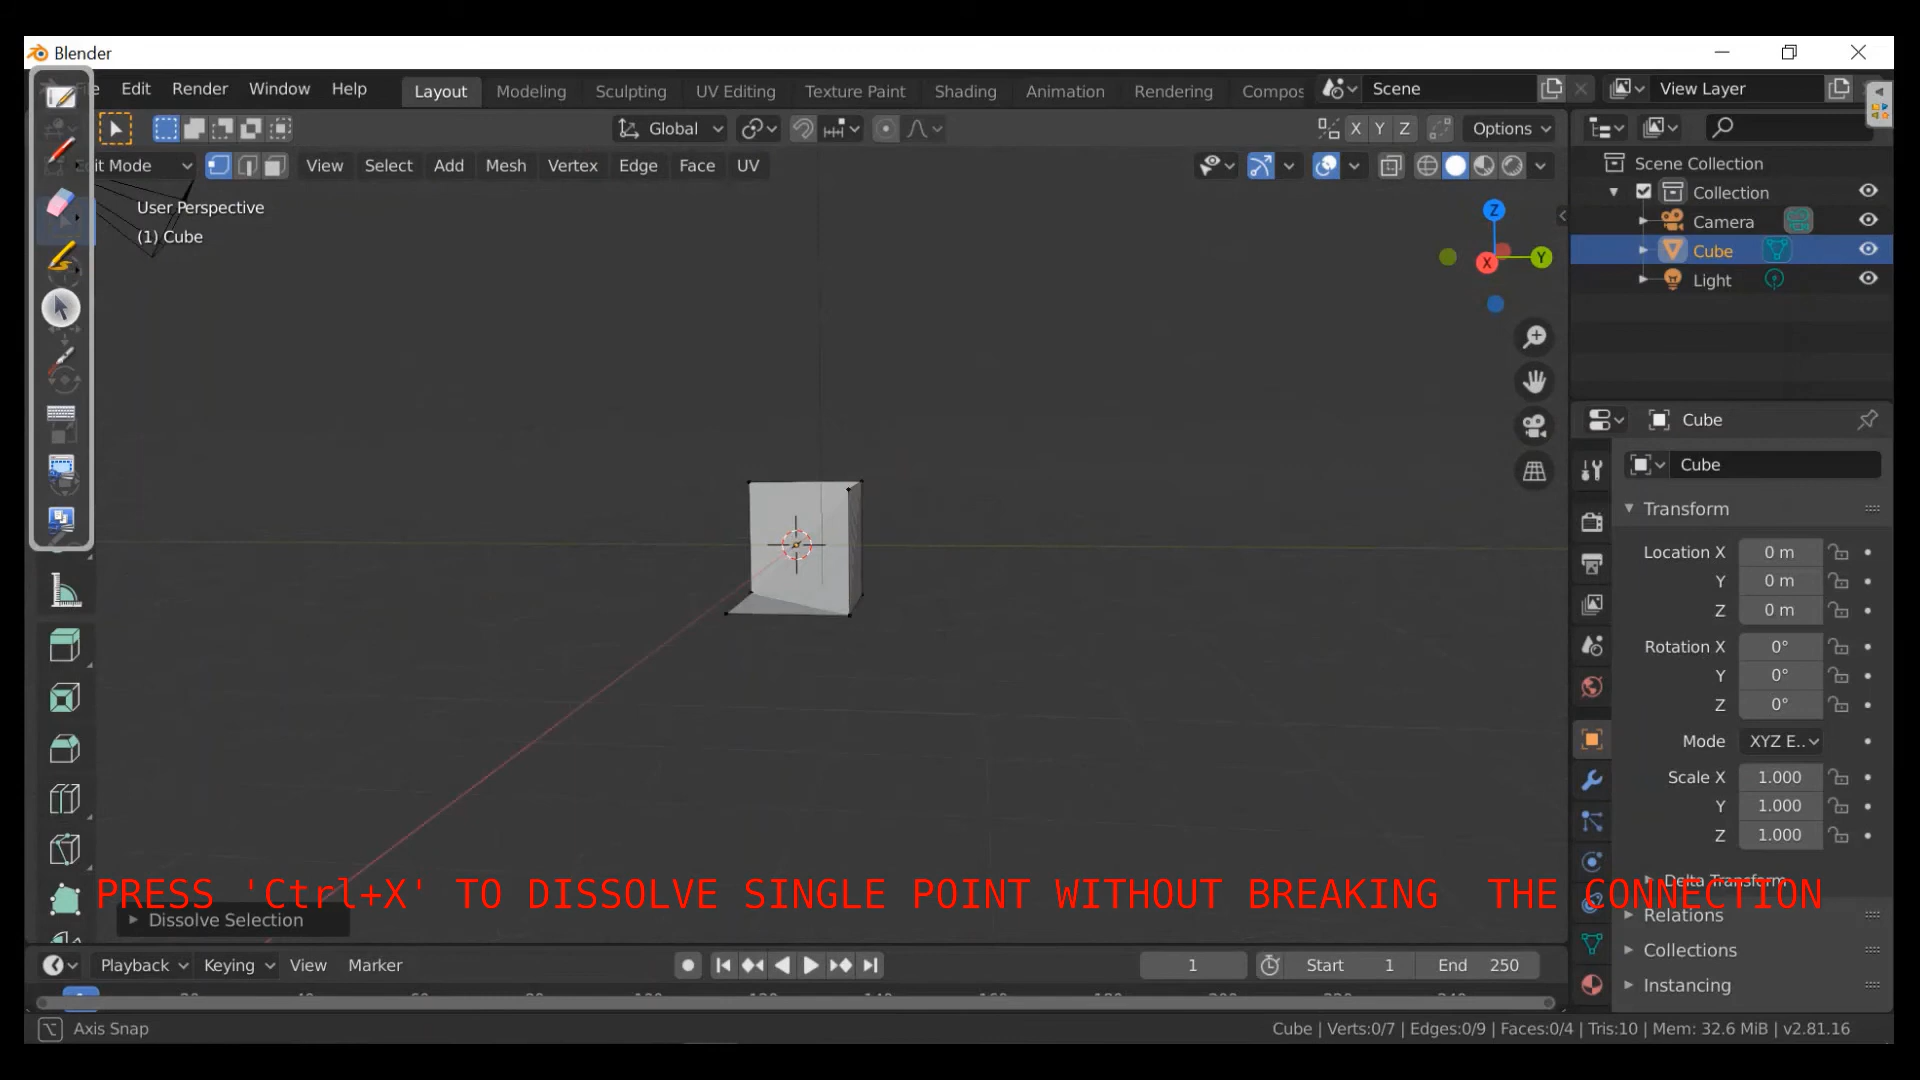 Blender
Edit Render Window Help Layout Modeling Sculpting UV Editing Texture Paint Shading Animation Rendering Compos Scene View Layer
Global X Y Z Options
it Mode View Select Add Mesh Vertex Edge Face UV
Scene Collection
Collection
User Perspective
(1) Cube
Camera
Cube
Light
Z
Y
X
Cube
Cube
Transform
Location X 0 m
Y 0 m
Z 0 m
Rotation X 0°
Y 0°
Z 0°
Mode XYZ E..
Scale X 1.000
Y 1.000
Z 1.000
Delta Transform
PRESS 'Ctrl+X' TO DISSOLVE SINGLE POINT WITHOUT BREAKING THE CONNECTION
Dissolve Selection
Relations
Collections
Instancing
Playback Keying View Marker 1 Start 1 End 250
Axis Snap
Cube | Verts:0/7 | Edges:0/9 | Faces:0/4 | Tris:10 | Mem: 32.6 MiB | v2.81.16